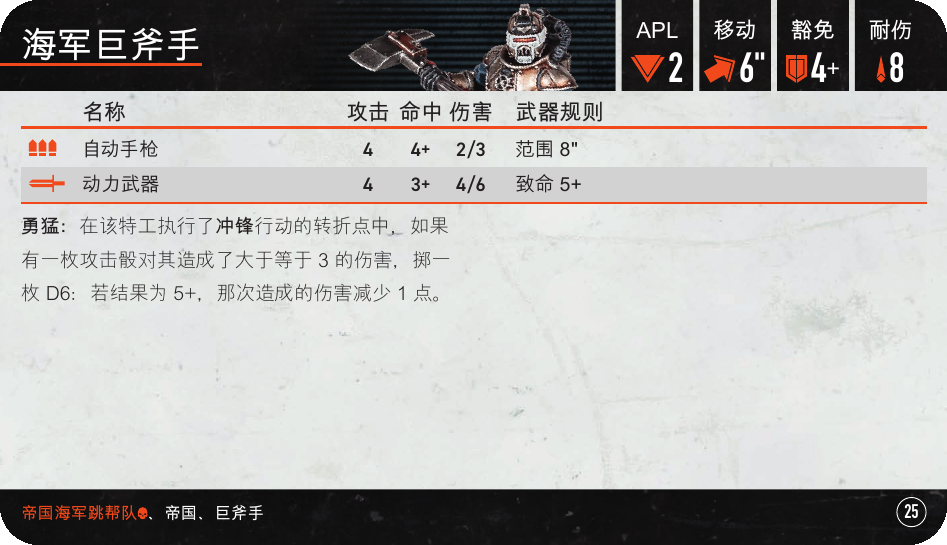 海军巨斧手
APL 移动 豁免 耐伤
2 6" 4+ 8
名称 攻击 命中 伤害 武器规则
自动手枪 4 4+ 2/3 范围 8"
动力武器 4 3+ 4/6 致命 5+
勇猛：在该特工执行了冲锋行动的转折点中，如果
有一枚攻击骰对其造成了大于等于 3 的伤害，掷一
枚 D6：若结果为 5+，那次造成的伤害减少 1 点。
帝国海军跳帮队、帝国、巨斧手
25